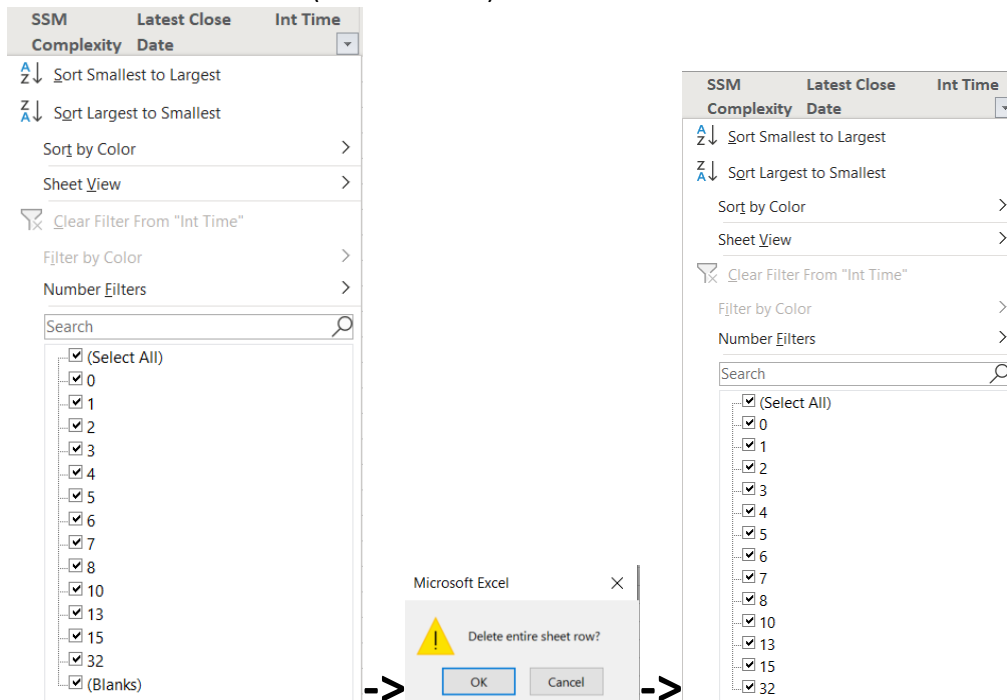 SSM Latest Close Int Time
Complexity Date
Sort Smallest to Largest
Sort Largest to Smallest
Sort by Color
Sheet View
Clear Filter From "Int Time"
Filter by Color
Number Filters
Search
(Select All)
0
1
2
3
4
5
6
7
8
10
13
15
32
(Blanks)
->
Microsoft Excel
Delete entire sheet row?
OK Cancel
->
SSM Latest Close Int Time
Complexity Date
Sort Smallest to Largest
Sort Largest to Smallest
Sort by Color
Sheet View
Clear Filter From "Int Time"
Filter by Color
Number Filters
Search
(Select All)
0
1
2
3
4
5
6
7
8
10
13
15
32